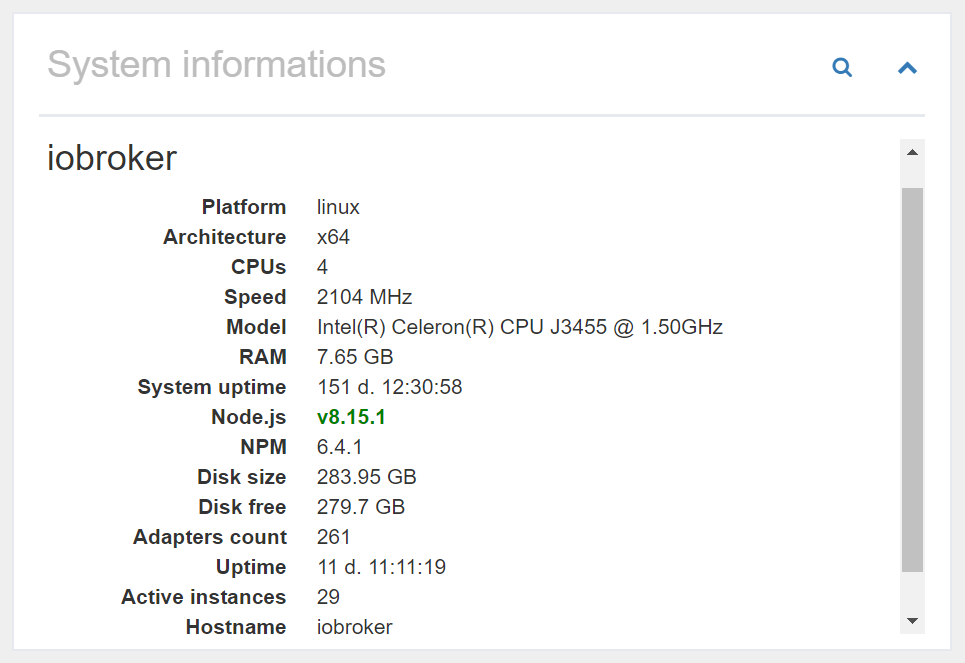 System informations
iobroker
Platform linux
Architecture x64
CPUs 4
Speed 2104 MHz
Model Intel(R) Celeron(R) CPU J3455 @ 1.50GHz
RAM 7.65 GB
System uptime 151 d. 12:30:58
Node.js v8.15.1
NPM 6.4.1
Disk size 283.95 GB
Disk free 279.7 GB
Adapters count 261
Uptime 11 d. 11:11:19
Active instances 29
Hostname iobroker